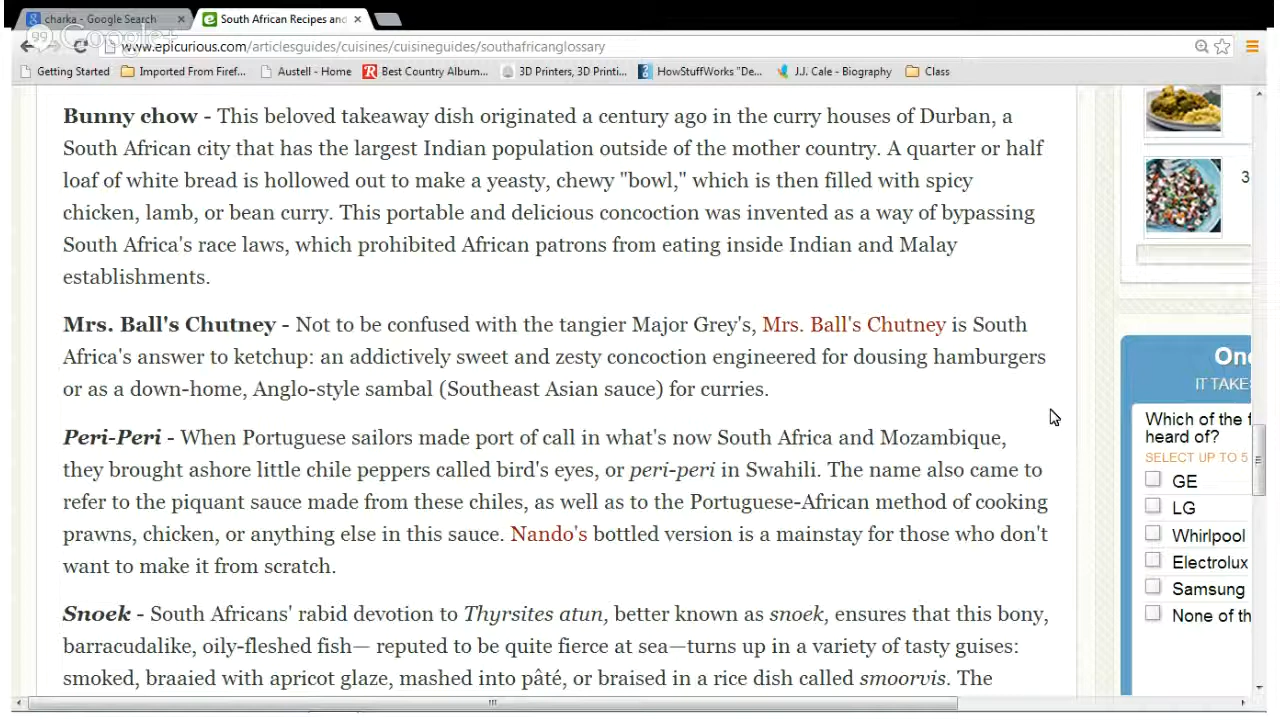 charka - Google Search
South African Recipes and
Google+
www.epicurious.com/articlesguides/cuisines/cuisineguides/southafricanglossary
Getting Started
Imported From Firef...
Austell - Home
Best Country Album...
3D Printers, 3D Printi...
HowStuffWorks "De...
J.J. Cale - Biography
Class
Bunny chow - This beloved takeaway dish originated a century ago in the curry houses of Durban, a
South African city that has the largest Indian population outside of the mother country. A quarter or half
loaf of white bread is hollowed out to make a yeasty, chewy "bowl," which is then filled with spicy
chicken, lamb, or bean curry. This portable and delicious concoction was invented as a way of bypassing
South Africa's race laws, which prohibited African patrons from eating inside Indian and Malay
establishments.
Mrs. Ball's Chutney - Not to be confused with the tangier Major Grey's, Mrs. Ball's Chutney is South
Africa's answer to ketchup: an addictively sweet and zesty concoction engineered for dousing hamburgers
or as a down-home, Anglo-style sambal (Southeast Asian sauce) for curries.
Peri-Peri - When Portuguese sailors made port of call in what's now South Africa and Mozambique,
they brought ashore little chile peppers called bird's eyes, or peri-peri in Swahili. The name also came to
refer to the piquant sauce made from these chiles, as well as to the Portuguese-African method of cooking
prawns, chicken, or anything else in this sauce. Nando's bottled version is a mainstay for those who don't
want to make it from scratch.
Snoek - South Africans' rabid devotion to Thyrsites atun, better known as snoek, ensures that this bony,
barracudalike, oily-fleshed fish— reputed to be quite fierce at sea—turns up in a variety of tasty guises:
smoked, braaied with apricot glaze, mashed into pâté, or braised in a rice dish called smoorvis. The
3
IT TAKE
Which of the
heard of?
SELECT UP TO 5
GE
LG
Whirlpool
Electrolux
Samsung
None of th